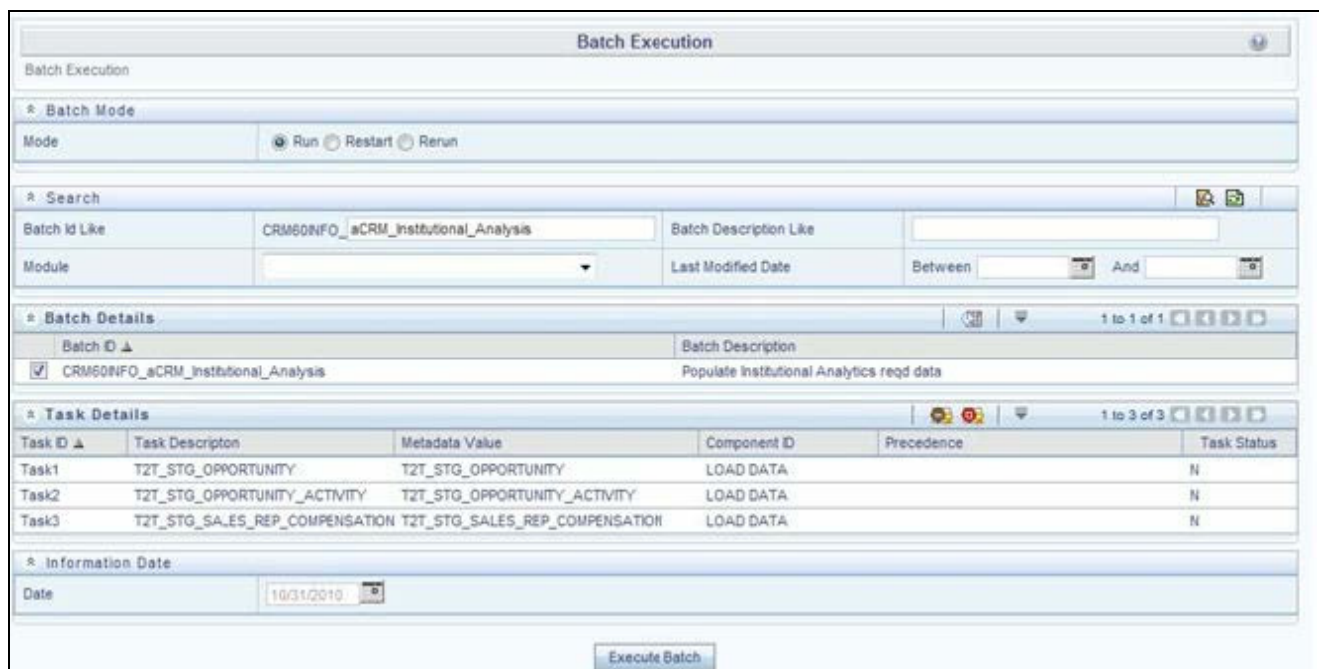 Batch Execution
Batch Execution
Batch Mode
Mode Run Restart Rerun
Search
Batch Id Like CRM60INFO_ aCRM_Institutional_Analysis Batch Description Like
Module Last Modified Date Between And
Batch Details 1 to 1 of 1
Batch ID Batch Description
CRM60INFO_aCRM_Institutional_Analysis Populate Institutional Analytics reqd data
Task Details 1 to 3 of 3
Task ID Task Descripton Metadata Value Component ID Precedence Task Status
Task1 T2T_STG_OPPORTUNITY T2T_STG_OPPORTUNITY LOAD DATA N
Task2 T2T_STG_OPPORTUNITY_ACTIVITY T2T_STG_OPPORTUNITY_ACTIVITY LOAD DATA N
Task3 T2T_STG_SALES_REP_COMPENSATION T2T_STG_SALES_REP_COMPENSATION LOAD DATA N
Information Date
Date 10/31/2010
Execute Batch